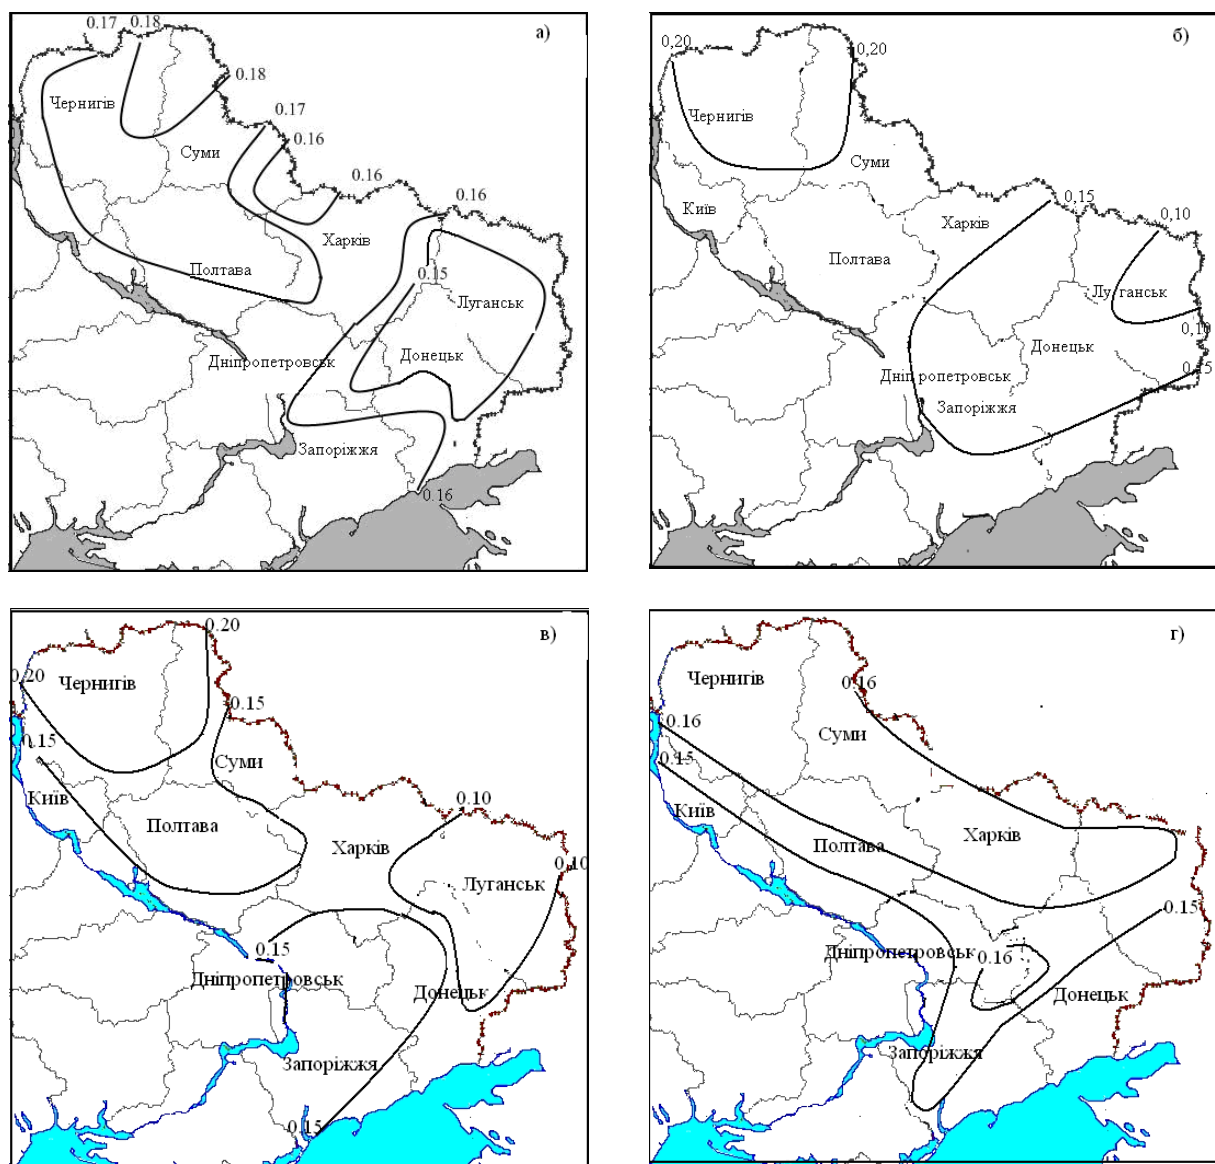 а)
0.17
0.18
0.18
Чернигів
0.17
0.16
Суми
0.16
0.16
Харків
Полтава
0.15
Луганськ
Дніпропетровськ
Донецьк
Запоріжжя
0.16
б)
0,20
0,20
Чернигів
Суми
Київ
0,15
0,10
Харків
Полтава
Лу ганськ
0,10
Донецьк
0,15
Дніп ропетровськ
Запоріжжя
в)
0.20
0.20
Чернигів
0.15
0.15
Суми
Київ
0.10
Полтава
Харків
0.10
Луганськ
0.15
Дніпропетровськ
Донецьк
Запоріжжя
0.15
г)
Чернигів
0.16
0.16
Суми
0.15
Київ
Харків
Полтава
0.15
Дніпропетровськ
0.16
Донецьк
Запоріжжя